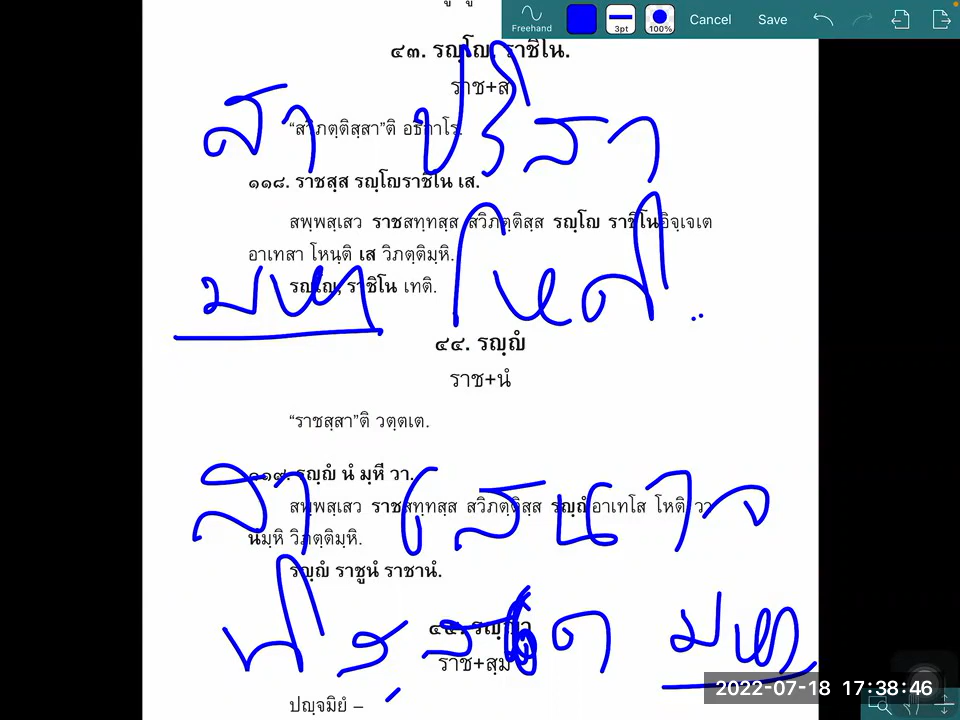 Freehand 3pt 100% Cancel Save
๔๓. รญฺโญ, ราชิโน.
ราช+ส
สา ปริสา
“สวิภตฺติสฺสา”ติ อธิกาโร.
๑๑๘. ราชสฺส รญฺโญราชิโน เส.
สพฺพสฺเสว ราชสทฺทสฺส สวิภตฺติสฺส รญฺโญ ราชิโนอิจฺเจเต
อาเทสา โหนฺติ เส วิภตฺติมฺหิ.
รญฺโญ, ราชิโน เทติ.
มหา
๔๔. รญฺญํ
ราช+นํ
“ราชสฺสา”ติ วตฺตเต.
๑๑๙. รญฺญํ นํ มฺหิ วา.
สพฺพสฺเสว ราชสทฺทสฺส สวิภตฺติสฺส รญฺญํอาเทโส โหติ วา
นํมฺหิ วิภตฺติมฺหิ.
สา
รญฺญํ ราชูนํ ราชานํ.
มหา
ราช+สฺมา
ปญฺจมิยํ –
2022-07-18 17:38:46